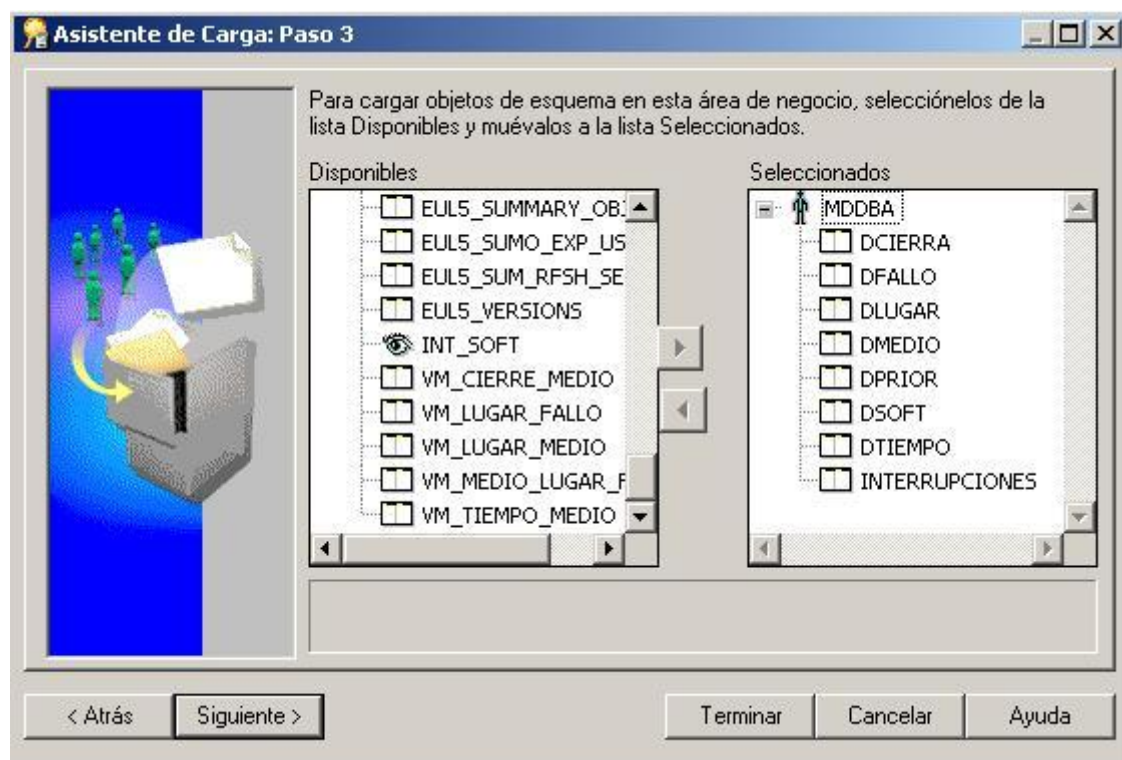 Asistente de Carga: Paso 3
Para cargar objetos de esquema en esta área de negocio, selecciónelos de la
lista Disponibles y muévalos a la lista Seleccionados.
Disponibles
EUL5_SUMMARY_OB
EUL5_SUMO_EXP_US
EUL5_SUM_RFSH_SE
EUL5_VERSIONS
INT_SOFT
VM_CIERRE_MEDIO
VM_LUGAR_FALLO
VM_LUGAR_MEDIO
VM_MEDIO_LUGAR_F
VM_TIEMPO_MEDIO
Seleccionados
MDDBA
DCIERRA
DFALLO
DLUGAR
DMEDIO
DPRIOR
DSOFT
DTIEMPO
INTERRUPCIONES
< Atrás
Siguiente >
Terminar
Cancelar
Ayuda